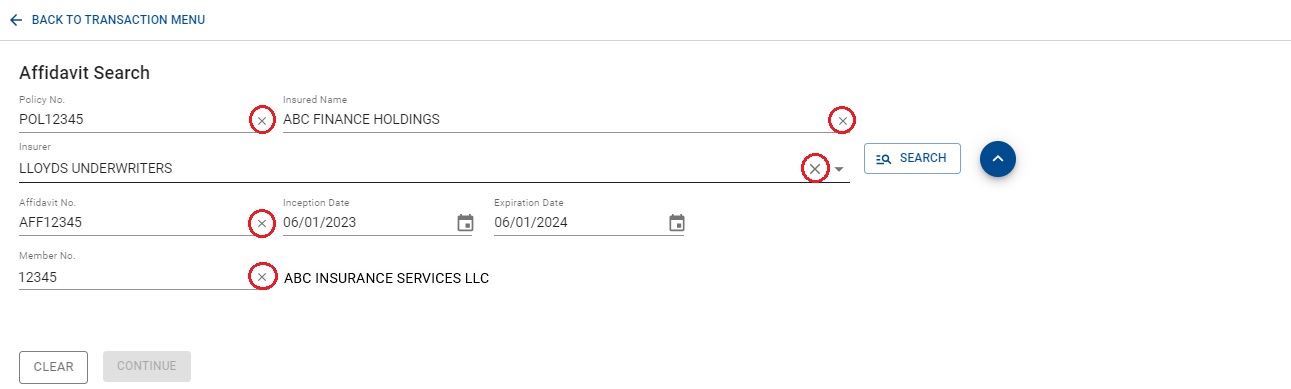 BACK TO TRANSACTION MENU
Affidavit Search
Policy No. Insured Name
POL12345 ABC FINANCE HOLDINGS
Insurer
LLOYDS UNDERWRITERS
SEARCH
Affidavit No. Inception Date Expiration Date
AFF12345 06/01/2023 06/01/2024
Member No.
12345 ABC INSURANCE SERVICES LLC
CLEAR CONTINUE